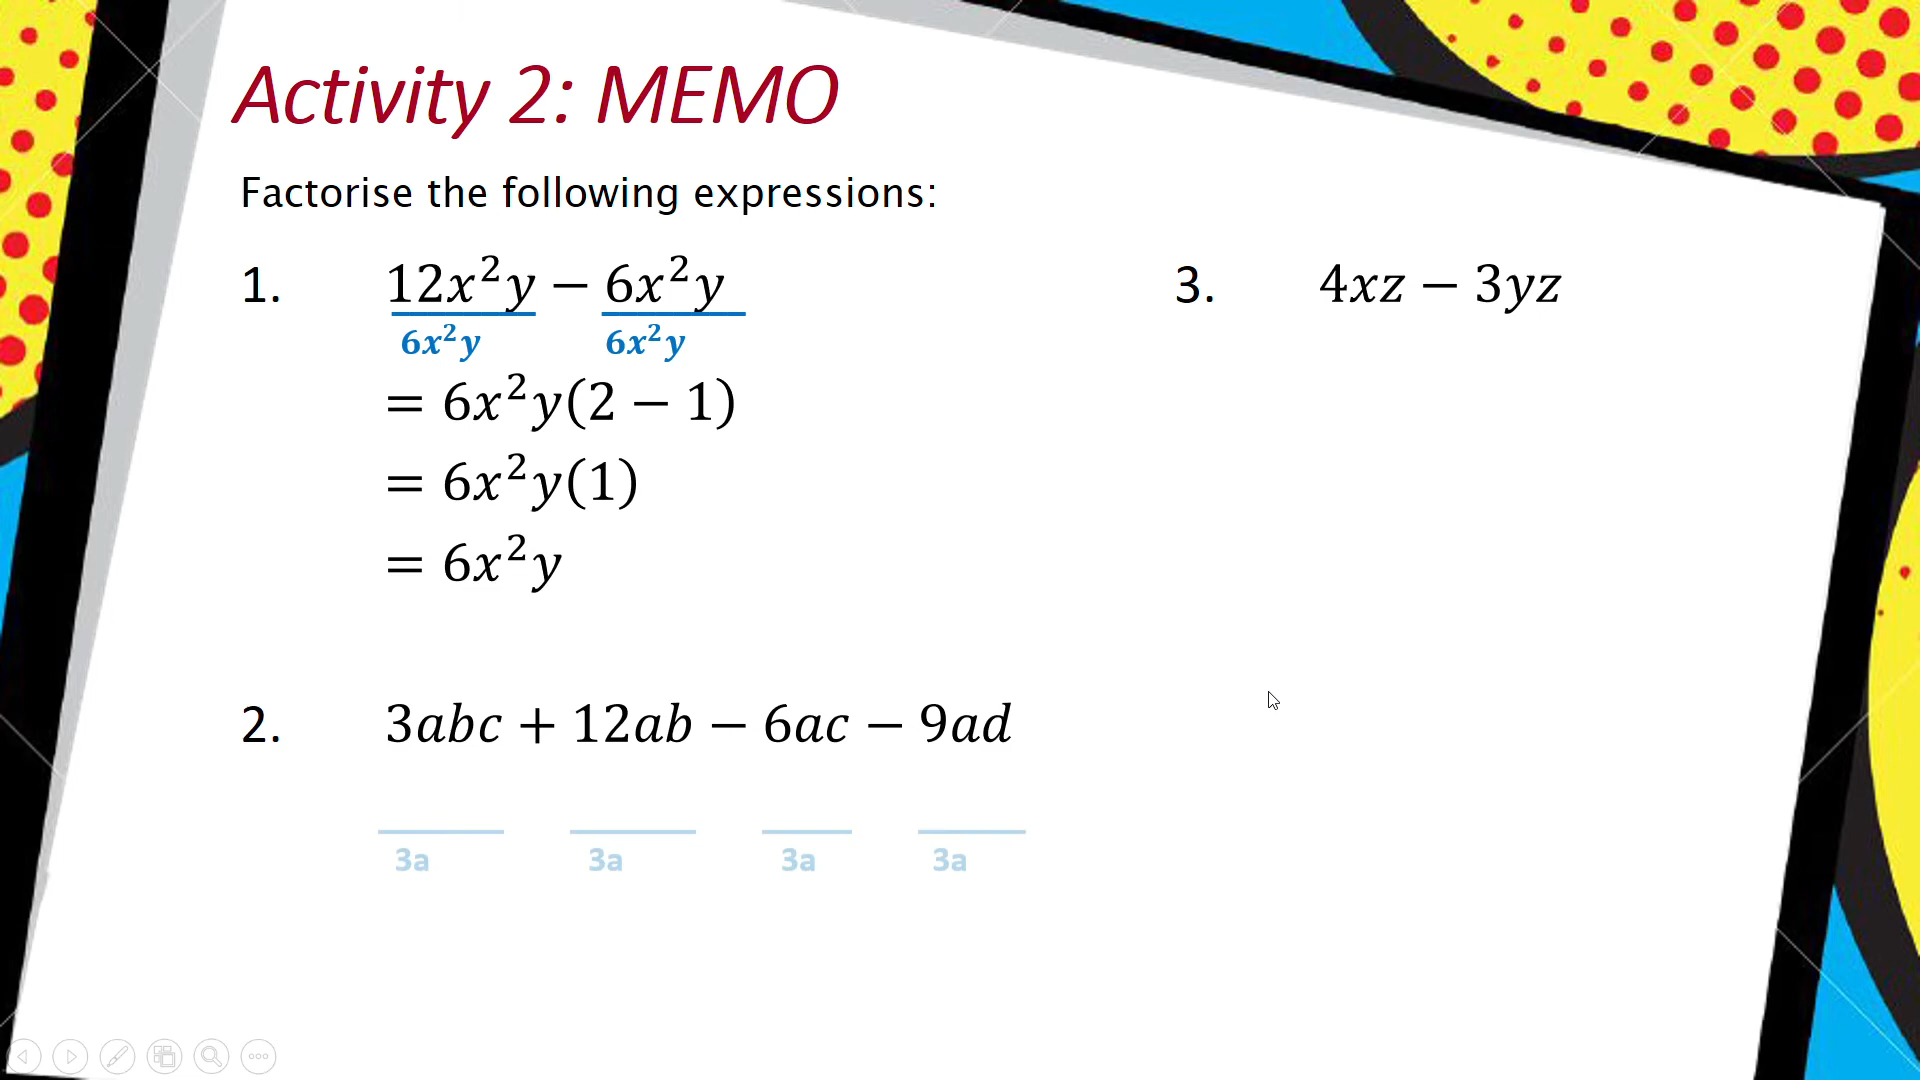 Activity 2: MEMO
Factorise the following expressions:
1. 12x²y − 6x²y
6x²y 6x²y
= 6x²y(2 − 1)
= 6x²y(1)
= 6x²y
2. 3abc + 12ab − 6ac − 9ad
3a 3a 3a 3a
3. 4xz − 3yz